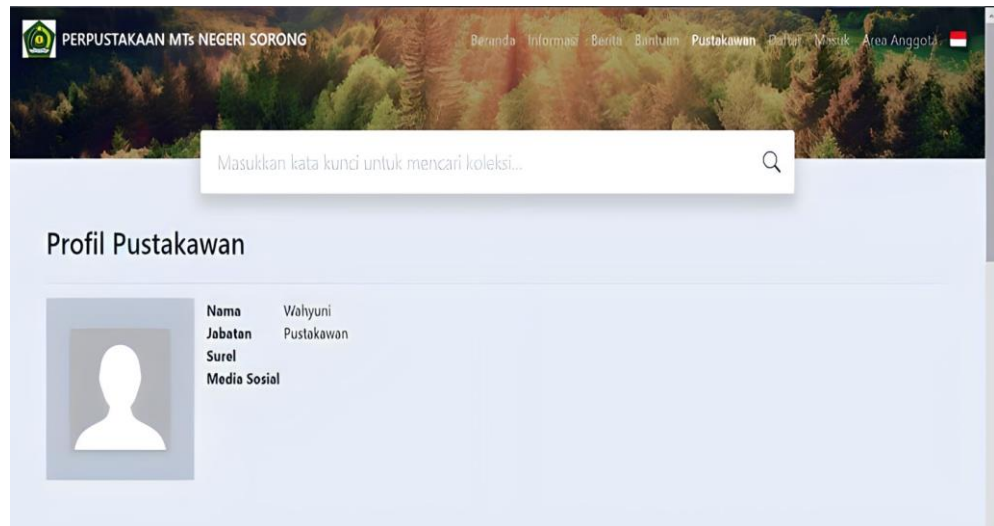 PERPUSTAKAAN MTs NEGERI SORONG
Beranda Informasi Berita Bantuan Pustakawan Daftar Masuk Area Anggota
Masukkan kata kunci untuk mencari koleksi...
Profil Pustakawan
Nama Wahyuni
Jabatan Pustakawan
Surel
Media Sosial